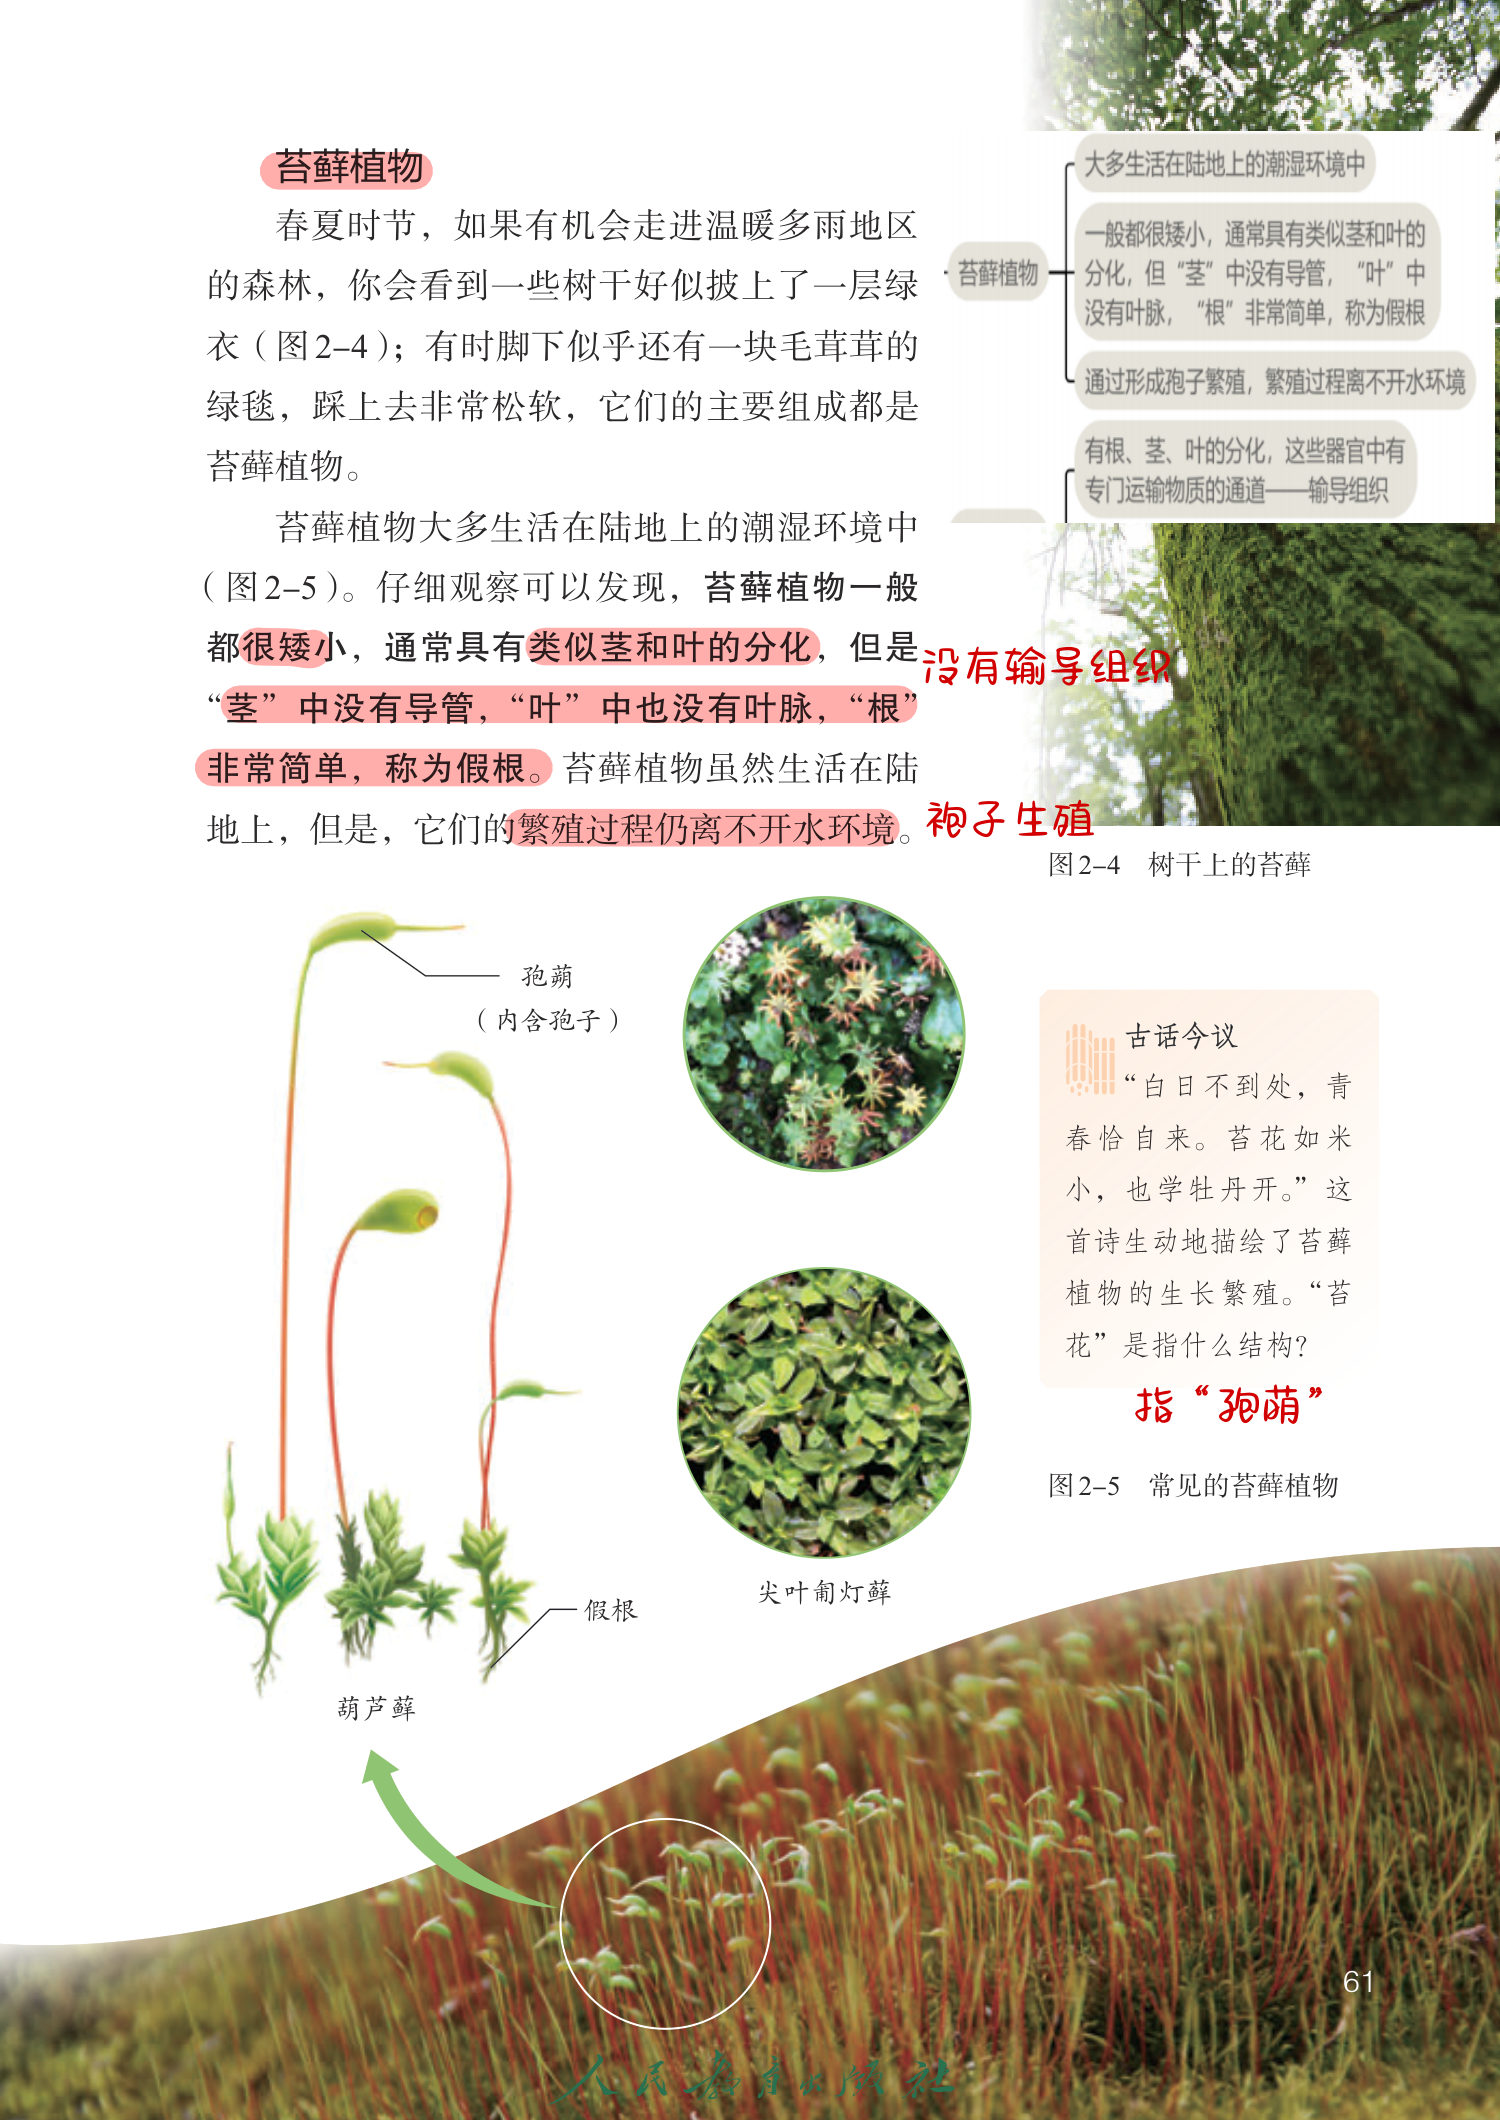 苔藓植物
春夏时节，如果有机会走进温暖多雨地区
的森林，你会看到一些树干好似披上了一层绿
衣（图2-4）；有时脚下似乎还有一块毛茸茸的
绿毯，踩上去非常松软，它们的主要组成都是
苔藓植物。
苔藓植物大多生活在陆地上的潮湿环境中
（图2-5）。仔细观察可以发现，苔藓植物一般
都很矮小，通常具有类似茎和叶的分化，但是
“茎”中没有导管，“叶”中也没有叶脉，“根”
非常简单，称为假根。苔藓植物虽然生活在陆
地上，但是，它们的繁殖过程仍离不开水环境。
没有输导组织
袍子生殖
苔藓植物
大多生活在陆地上的潮湿环境中
一般都很矮小，通常具有类似茎和叶的
分化，但“茎”中没有导管，“叶”中
没有叶脉，“根”非常简单，称为假根
通过形成孢子繁殖，繁殖过程离不开水环境
有根、茎、叶的分化，这些器官中有
专门运输物质的通道——输导组织
图2-4 树干上的苔藓
孢蒴
（内含孢子）
假根
葫芦藓
尖叶匍灯藓
古话今议
“白日不到处，青
春恰自来。苔花如米
小，也学牡丹开。”这
首诗生动地描绘了苔藓
植物的生长繁殖。“苔
花”是指什么结构？
指“孢萌”
图2-5 常见的苔藓植物
61
人民教育出版社